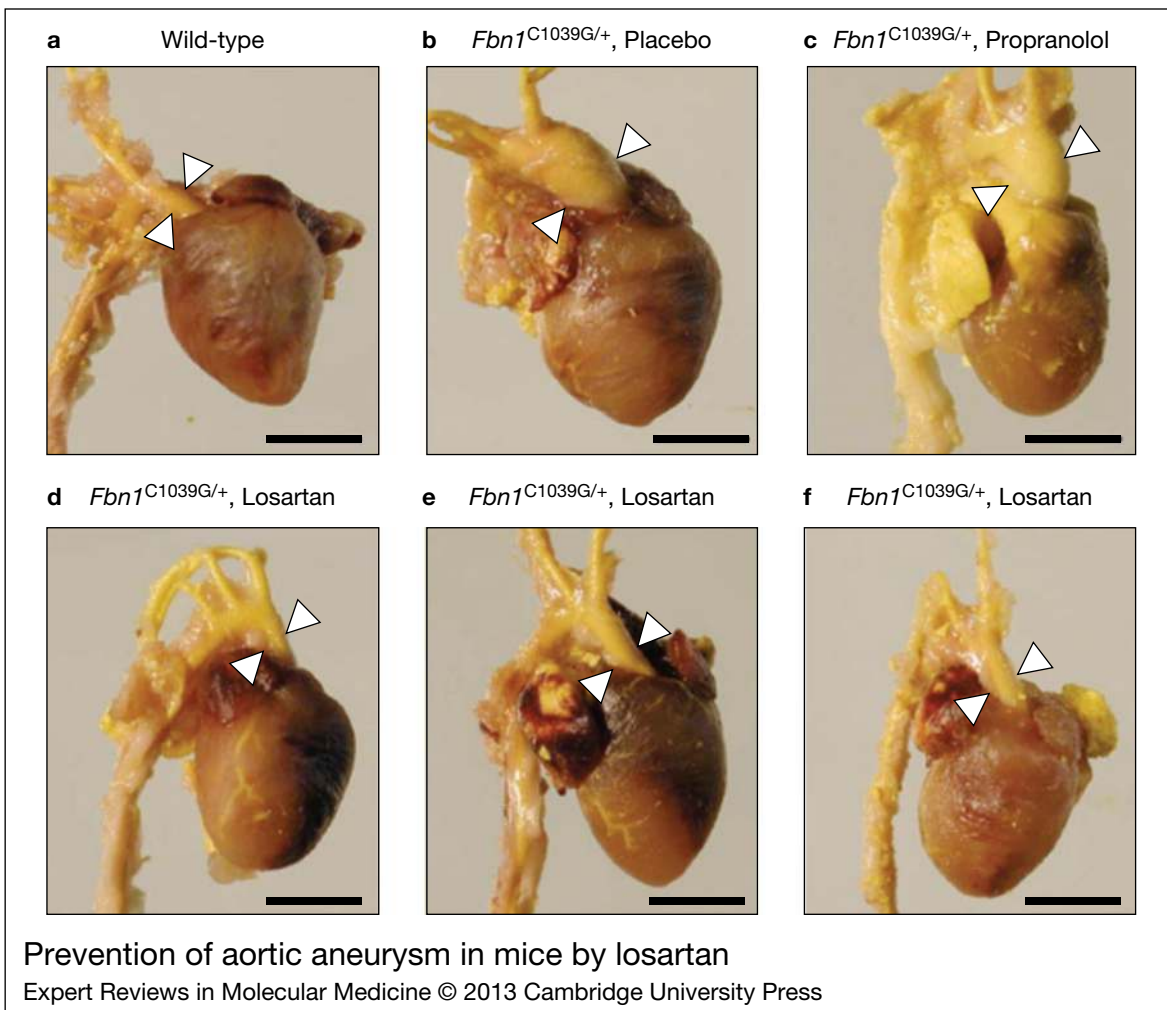 a Wild-type
b Fbn1C1039G/+, Placebo
c Fbn1C1039G/+, Propranolol
d Fbn1C1039G/+, Losartan
e Fbn1C1039G/+, Losartan
f Fbn1C1039G/+, Losartan
Prevention of aortic aneurysm in mice by losartan
Expert Reviews in Molecular Medicine © 2013 Cambridge University Press